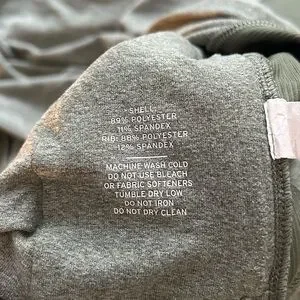 SHELL:
89% POLYESTER
11% SPANDEX
RIB: 88% POLYESTER
12% SPANDEX
MACHINE WASH COLD
DO NOT USE BLEACH
OR FABRIC SOFTENERS
TUMBLE DRY LOW
DO NOT IRON
DO NOT DRY CLEAN